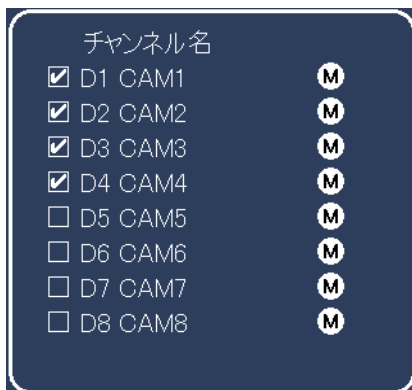 チャンネル名
D1 CAM1 M
D2 CAM2 M
D3 CAM3 M
D4 CAM4 M
D5 CAM5 M
D6 CAM6 M
D7 CAM7 M
D8 CAM8 M